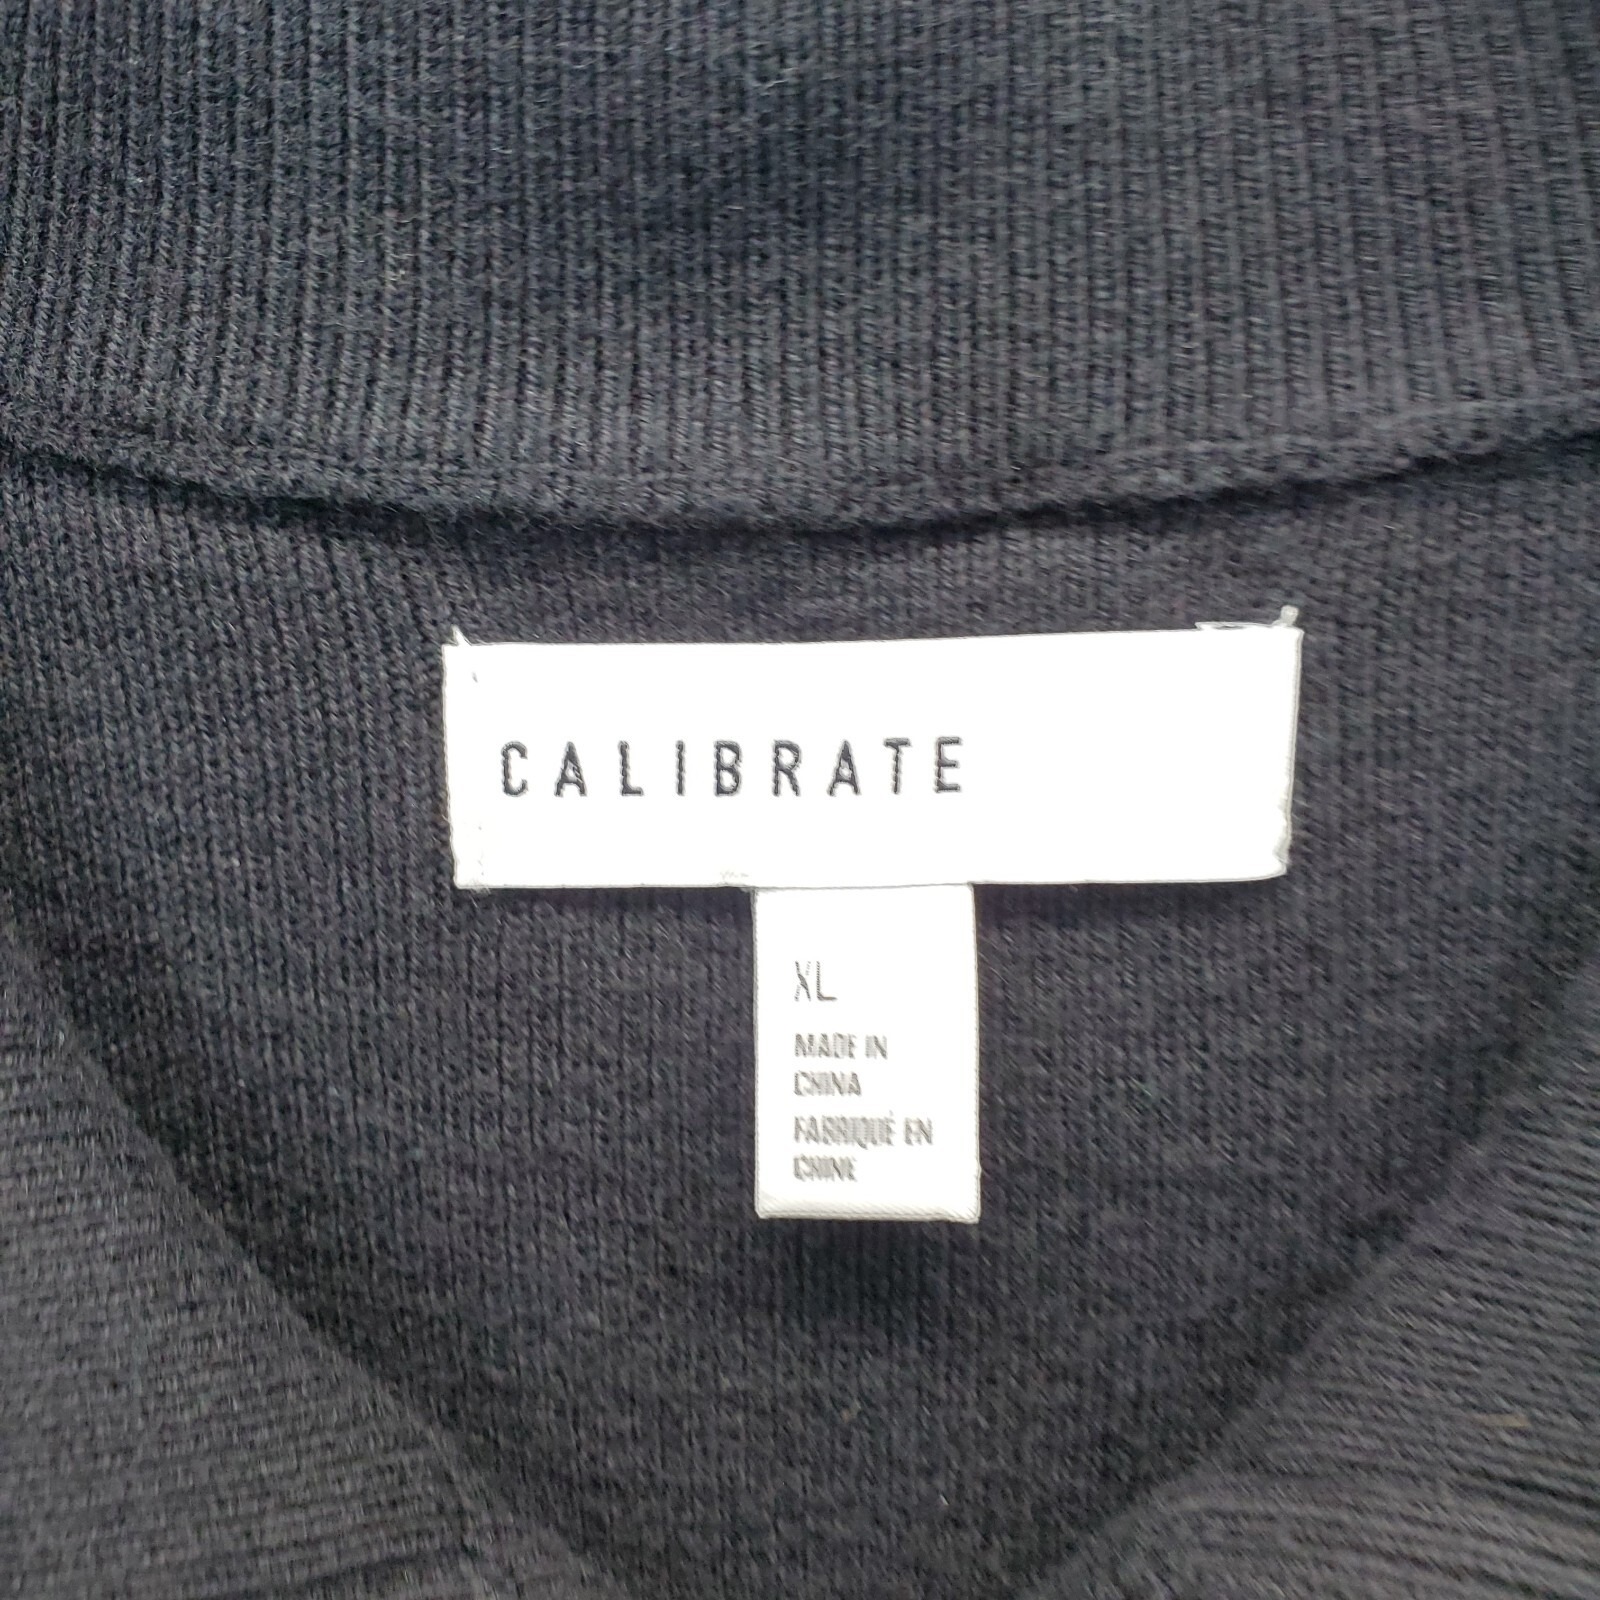 CALIBRATE
XL
MADE IN
CHINA
FABRIQUÉ EN
CHINE